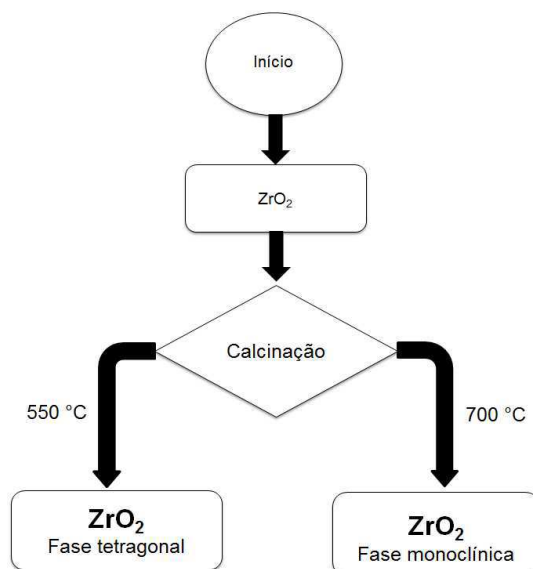 Início
ZrO₂
Calcinação
550 °C
700 °C
ZrO₂
Fase tetragonal
ZrO₂
Fase monoclínica